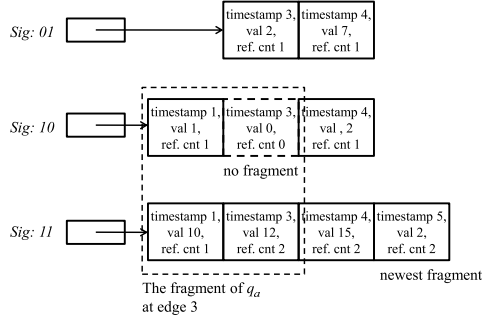 Sig: 01
timestamp 3, timestamp 4,
val 2, val 7,
ref. cnt 1 ref. cnt 1
Sig: 10
timestamp 1, timestamp 3, timestamp 4,
val 1, val 0, val , 2
ref. cnt 1 ref. cnt 0 ref. cnt 1
no fragment
Sig: 11
timestamp 1, timestamp 3, timestamp 4, timestamp 5,
val 10, val 12, val 15, val 2,
ref. cnt 1 ref. cnt 2 ref. cnt 2 ref. cnt 2
newest fragment
The fragment of qa
at edge 3